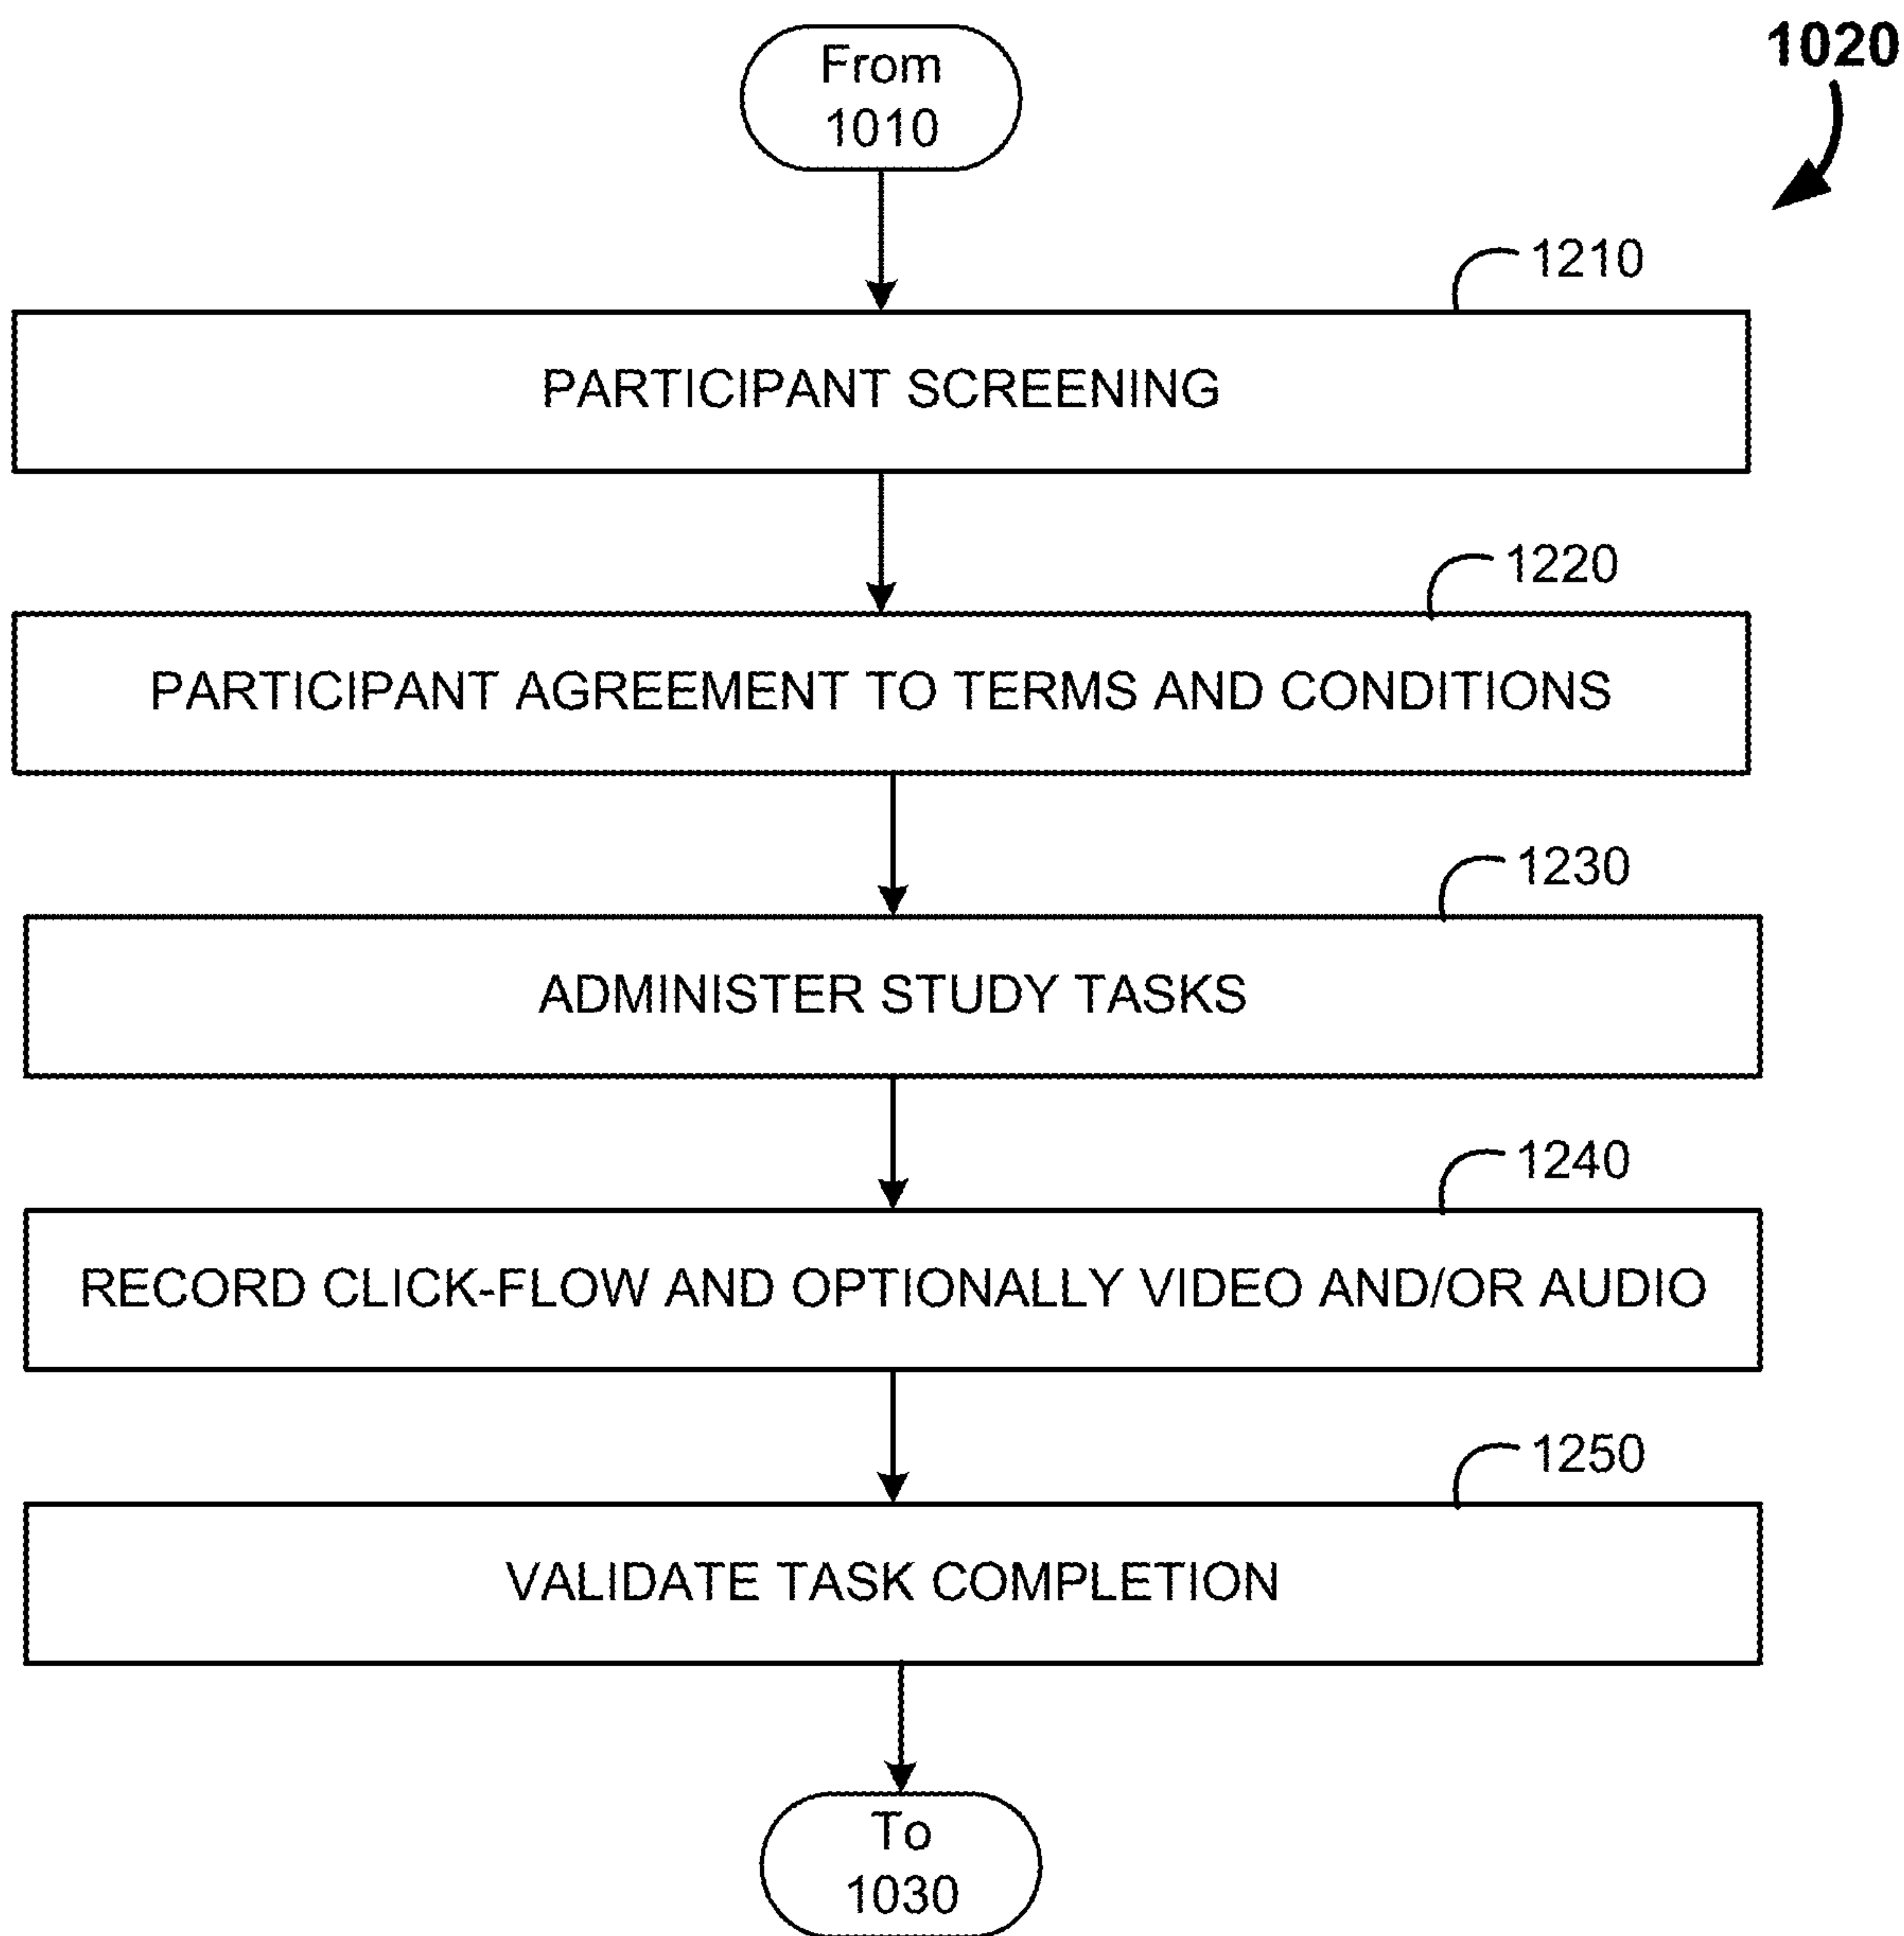 From
1010
1020
1210
PARTICIPANT SCREENING
1220
PARTICIPANT AGREEMENT TO TERMS AND CONDITIONS
1230
ADMINISTER STUDY TASKS
1240
RECORD CLICK-FLOW AND OPTIONALLY VIDEO AND/OR AUDIO
1250
VALIDATE TASK COMPLETION
To
1030